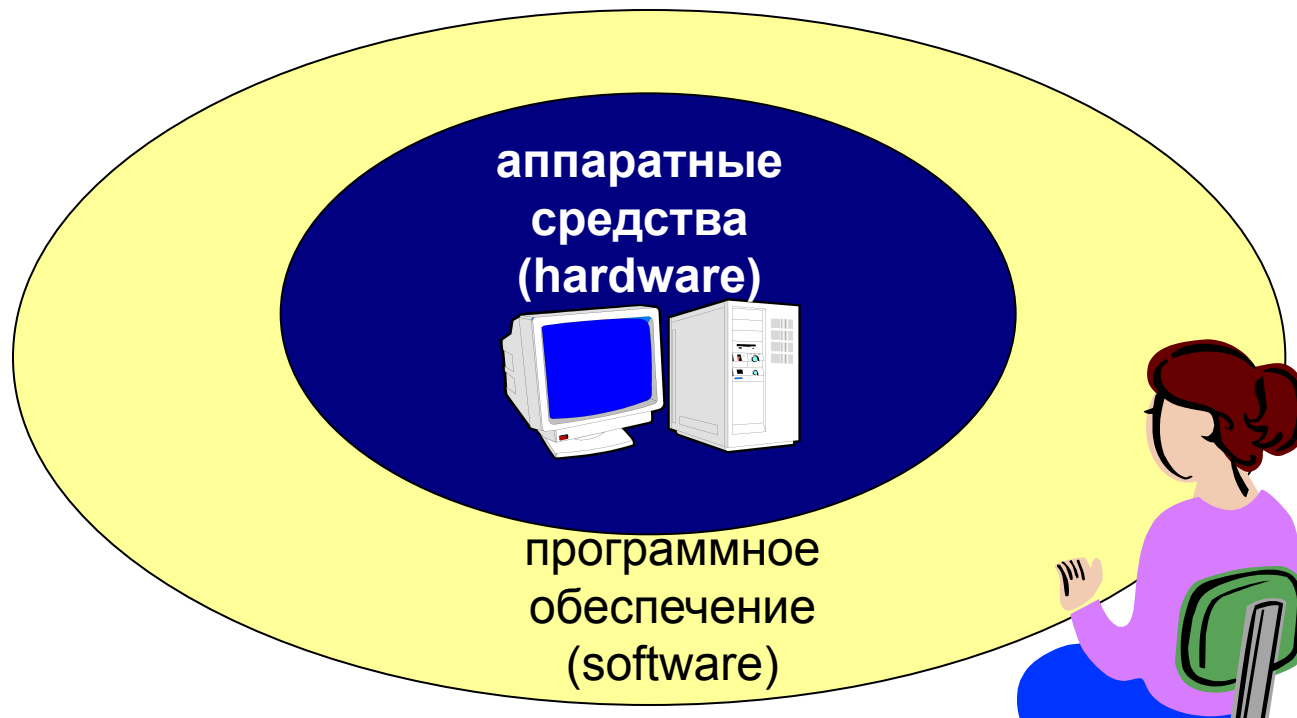 аппаратные
средства
(hardware)
программное
обеспечение
(software)